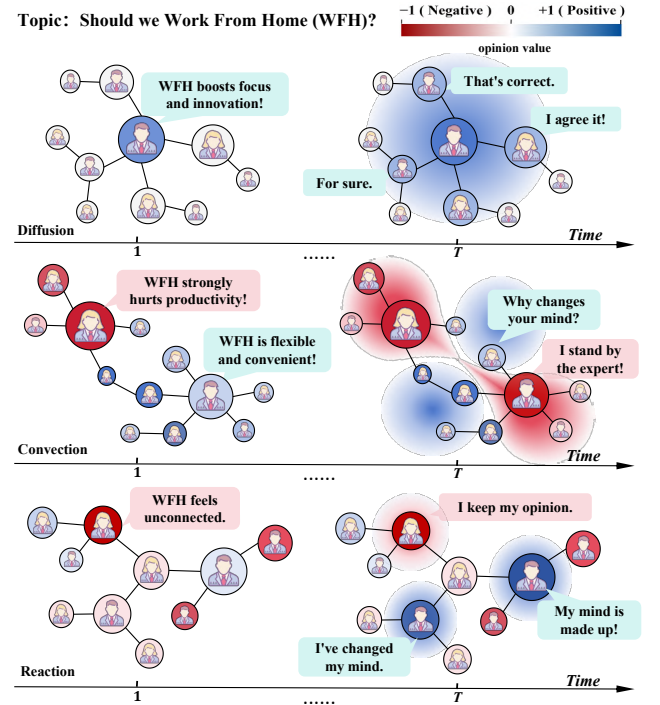 Topic: Should we Work From Home (WFH)?
−1 ( Negative ) 0 +1 ( Positive )
opinion value
WFH boosts focus
and innovation!
That's correct.
I agree it!
For sure.
Diffusion
Time
1
......
T
WFH strongly
hurts productivity!
WFH is flexible
and convenient!
Why changes
your mind?
I stand by
the expert!
Convection
Time
1
......
T
WFH feels
unconnected.
I keep my opinion.
My mind is
made up!
I've changed
my mind.
Reaction
Time
1
......
T